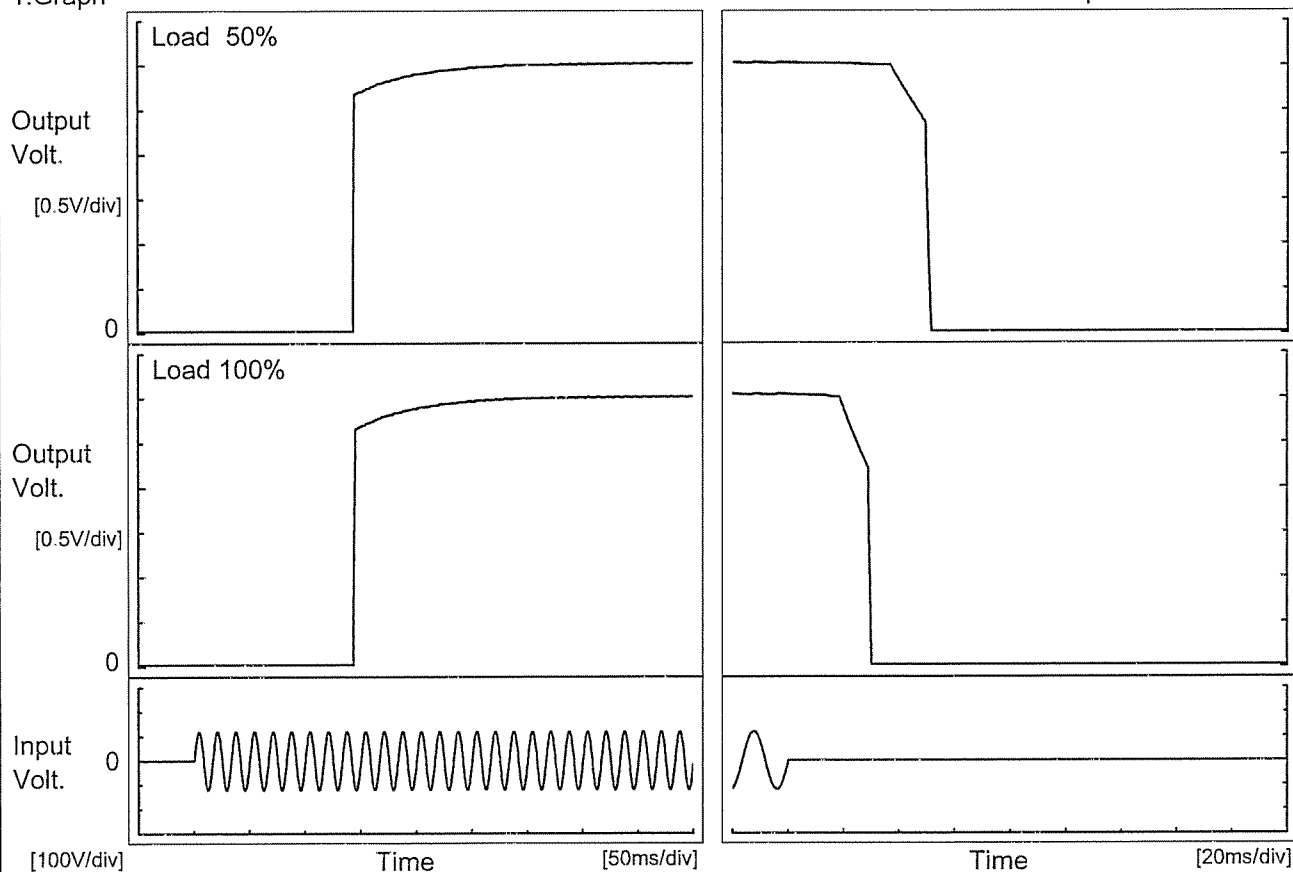 1.Graph
Load 50%
Output
Volt.
[0.5V/div]
0
Load 100%
Output
Volt.
[0.5V/div]
0
Input
Volt.
0
[100V/div]
Time
[50ms/div]
Time
[20ms/div]